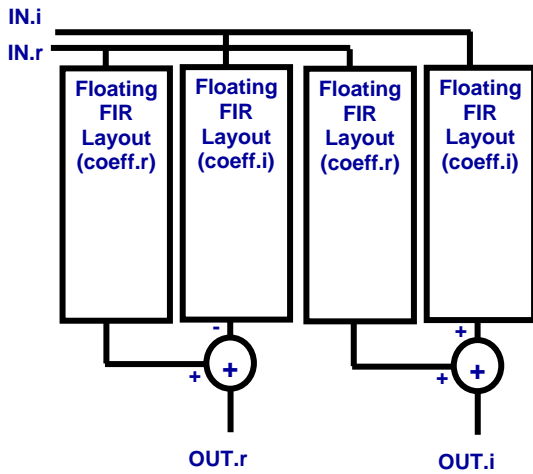 IN.i
IN.r
Floating
FIR
Layout
(coeff.r)
Floating
FIR
Layout
(coeff.i)
Floating
FIR
Layout
(coeff.r)
Floating
FIR
Layout
(coeff.i)
-
+
+
+
+
+
OUT.r
OUT.i